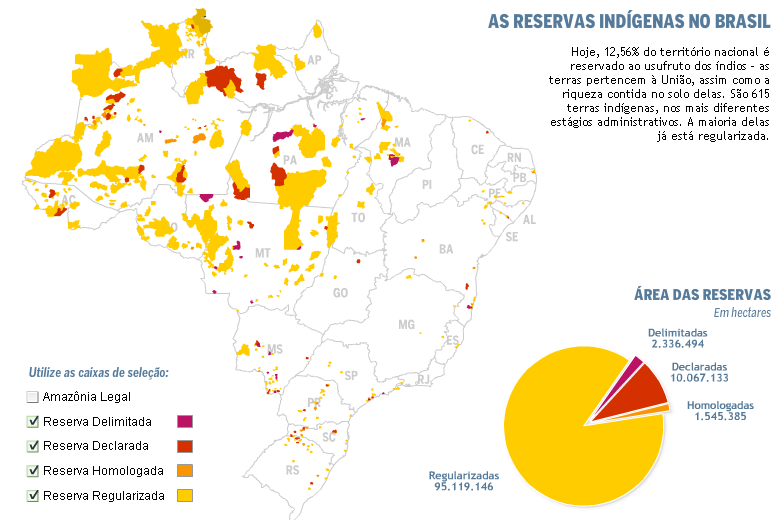 AS RESERVAS INDÍGENAS NO BRASIL
Hoje, 12,56% do território nacional é
reservado ao usufruto dos índios - as
terras pertencem à União, assim como a
riqueza contida no solo delas. São 615
terras indígenas, nos mais diferentes
estágios administrativos. A maioria delas
já está regularizada.
RR
AP
AM
PA
MA
CE
RN
PB
PE
PI
AC
AL
SE
TO
BA
MT
GO
MG
ES
MS
SP
RJ
PR
SC
RS
ÁREA DAS RESERVAS
Em hectares
Delimitadas
2.336.494
Declaradas
10.067.133
Homologadas
1.545.385
Regularizadas
95.119.146
Utilize as caixas de seleção:
Amazônia Legal
Reserva Delimitada
Reserva Declarada
Reserva Homologada
Reserva Regularizada